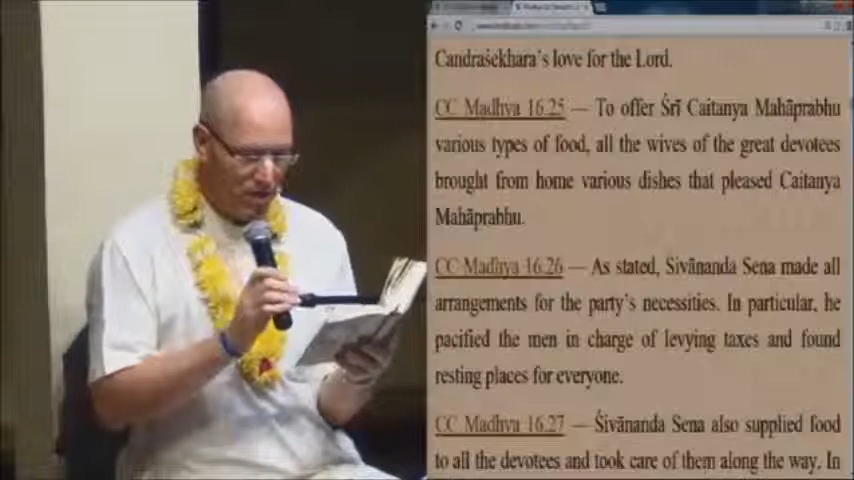 Candraśekhara's love for the Lord.
CC Madhya 16.25 — To offer Śrī Caitanya Mahāprabhu
various types of food, all the wives of the great devotees
brought from home various dishes that pleased Caitanya
Mahāprabhu.
CC Madhya 16.26 — As stated, Śivānanda Sena made all
arrangements for the party's necessities. In particular, he
pacified the men in charge of levying taxes and found
resting places for everyone.
CC Madhya 16.27 — Śivānanda Sena also supplied food
to all the devotees and took care of them along the way. In